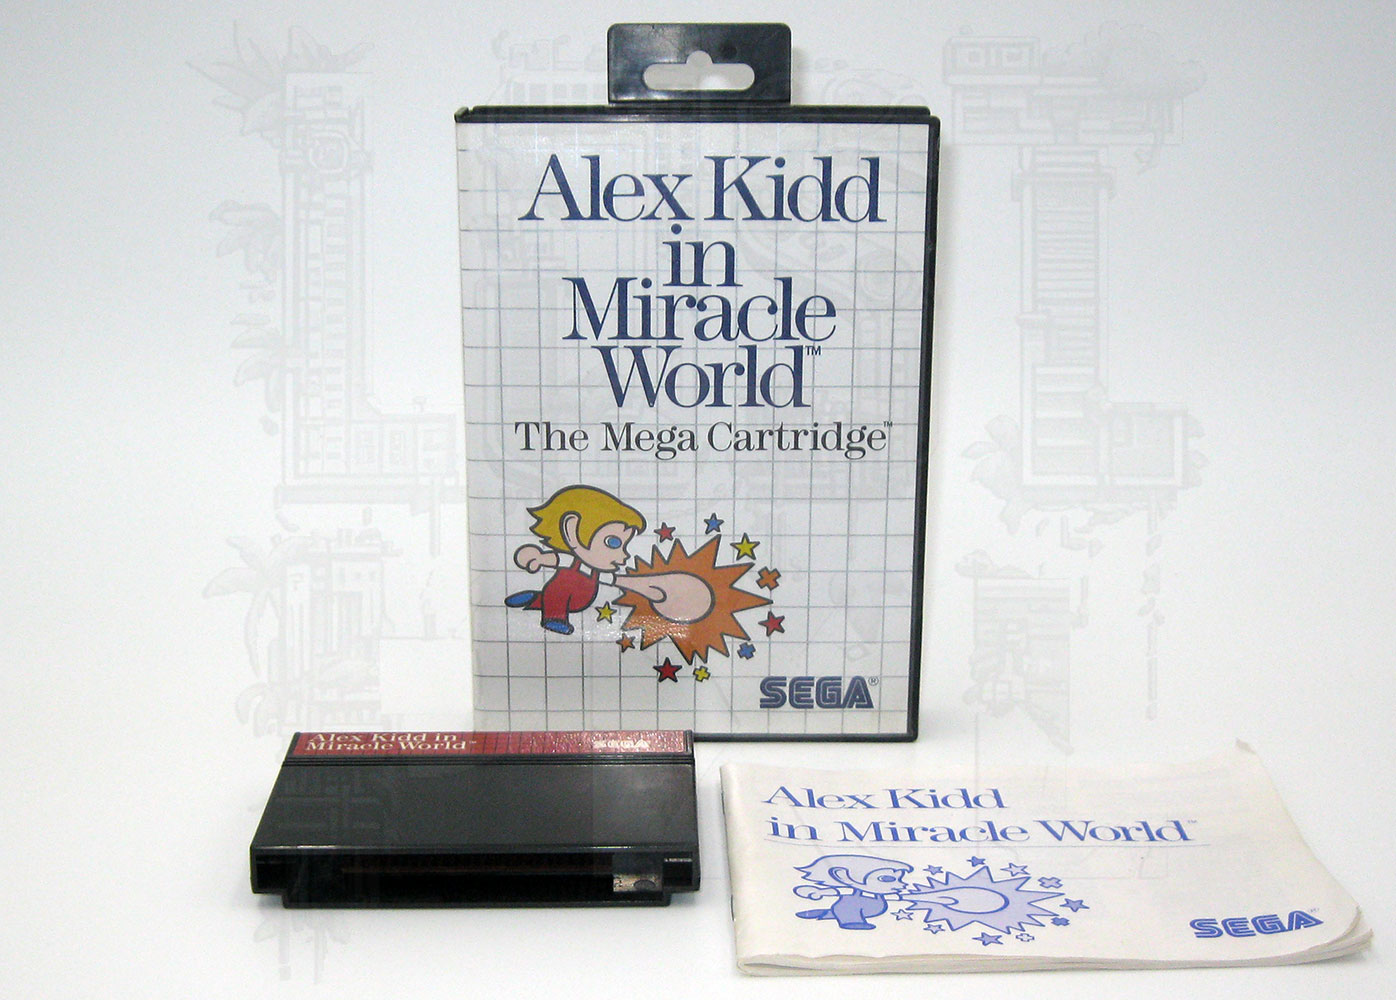 Alex Kidd
in
Miracle
World™
The Mega Cartridge™
SEGA®
Alex Kidd in
Miracle World™
Alex Kidd
in Miracle World™
SEGA®